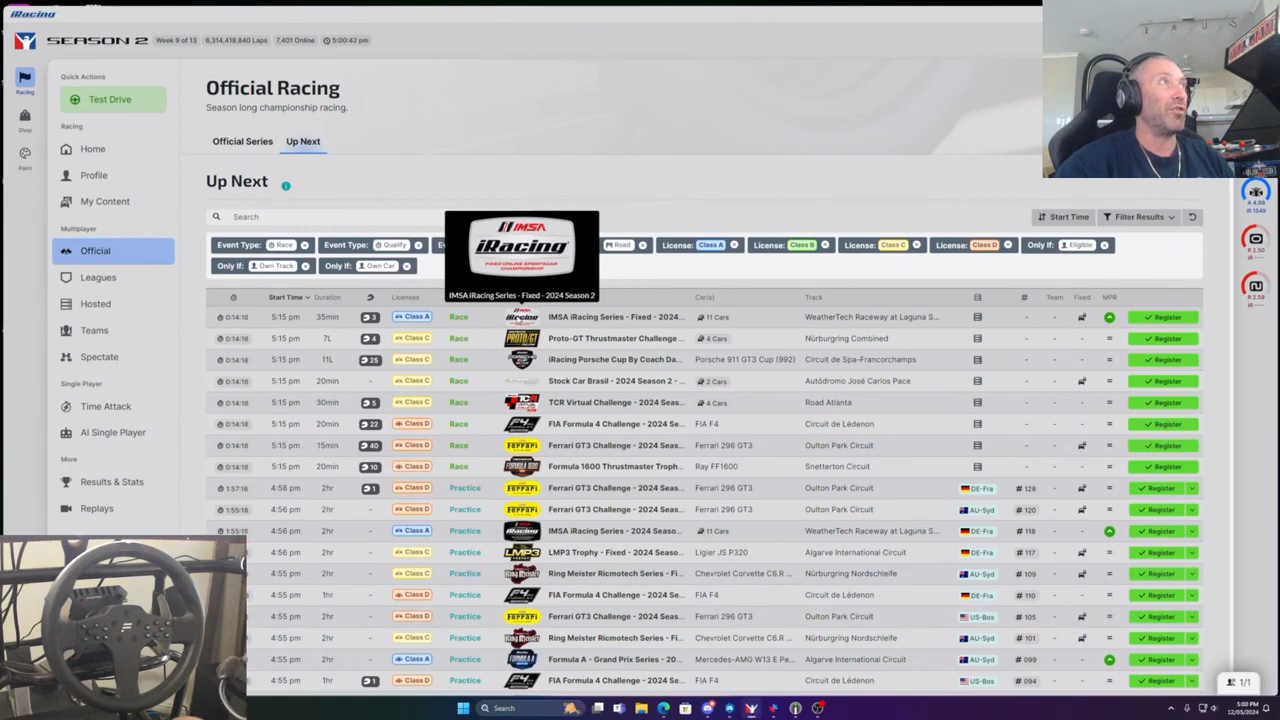 iRacing
SEASON 2 Week 9 of 13 6,314,418,840 Laps 7,401 Online 5:00:42 pm
Racing
Shop
Paint
Quick Actions
Test Drive
Racing
Home
Profile
My Content
Multiplayer
Official
Leagues
Hosted
Teams
Spectate
Single Player
Time Attack
AI Single Player
More
Results & Stats
Replays
Official Racing
Season long championship racing.
Official Series Up Next
Up Next
Search
Start Time Filter Results
Event Type: Race Event Type: Qualify Road License: Class A License: Class B License: Class C License: Class D Only If: Eligible
Only If: Own Track Only If: Own Car
IMSA
iRacing
FIXED ONLINE SPORTSCAR
CHAMPIONSHIP
IMSA iRacing Series - Fixed - 2024 Season 2
Start Time Duration Licenses Car(s) Track # Team Fixed MPR
0:14:16 5:15 pm 35min 3 Class A Race IMSA iRacing Series - Fixed - 2024... 11 Cars WeatherTech Raceway at Laguna S... - = Register
0:14:16 5:15 pm 7L 4 Class C Race Proto-GT Thrustmaster Challenge ... 4 Cars Nürburgring Combined = Register
0:14:16 5:15 pm 11L 25 Class C Race iRacing Porsche Cup By Coach Da... Porsche 911 GT3 Cup (992) Circuit de Spa-Francorchamps = Register
0:14:16 5:15 pm 20min - Class C Race Stock Car Brasil - 2024 Season 2 - ... 2 Cars Autódromo José Carlos Pace = Register
0:14:16 5:15 pm 30min 5 Class C Race TCR Virtual Challenge - 2024 Seas... 4 Cars Road Atlanta = Register
0:14:16 5:15 pm 20min 22 Class D Race FIA Formula 4 Challenge - 2024 S... FIA F4 Circuit de Lédenon = Register
0:14:16 5:15 pm 15min 40 Class D Race Ferrari GT3 Challenge - 2024 Seas... Ferrari 296 GT3 Oulton Park Circuit = Register
0:14:16 5:15 pm 20min 10 Class D Race Formula 1600 Thrustmaster Troph... Ray FF1600 Snetterton Circuit = Register
1:57:16 4:58 pm 2hr 1 Class D Practice Ferrari GT3 Challenge - 2024 Seas... Ferrari 296 GT3 Oulton Park Circuit DE-Fra # 128 - = Register
1:55:16 4:56 pm 2hr - Class D Practice Ferrari GT3 Challenge - 2024 Seas... Ferrari 296 GT3 Oulton Park Circuit AU-Syd # 120 - = Register
1:55:16 4:56 pm 2hr - Class A Practice IMSA iRacing Series - 2024 Seaso... 11 Cars WeatherTech Raceway at Laguna S... DE-Fra # 118 - = Register
4:56 pm 2hr - Class C Practice LMP3 Trophy - Fixed - 2024 Seaso... Ligier JS P320 Algarve International Circuit DE-Fra # 117 - = Register
4:55 pm 2hr - Class C Practice Ring Meister Ricmotech Series - Fi... Chevrolet Corvette C6.R ... Nürburgring Nordschleife AU-Syd # 109 - = Register
4:55 pm 1hr - Class D Practice FIA Formula 4 Challenge - 2024 S... FIA F4 Circuit de Lédenon DE-Fra # 110 - = Register
4:55 pm 2hr - Class D Practice Ferrari GT3 Challenge - 2024 Seas... Ferrari 296 GT3 Oulton Park Circuit US-Bos # 105 - = Register
4:55 pm 2hr - Class C Practice Ring Meister Ricmotech Series - Fi... Chevrolet Corvette C6.R ... Nürburgring Nordschleife AU-Syd # 101 - = Register
4:55 pm 2hr - Class A Practice Formula A - Grand Prix Series - 20... Mercedes-AMG W13 E Pe... Algarve International Circuit AU-Syd # 099 - = Register
4:55 pm 1hr 1 Class D Practice FIA Formula 4 Challenge - 2024 S... FIA F4 Circuit de Lédenon US-Bos # 094 - = Register
A 4.99
iR 1549
R 2.50
R 2.59
1/1
Search
5:00 PM
12/05/2024